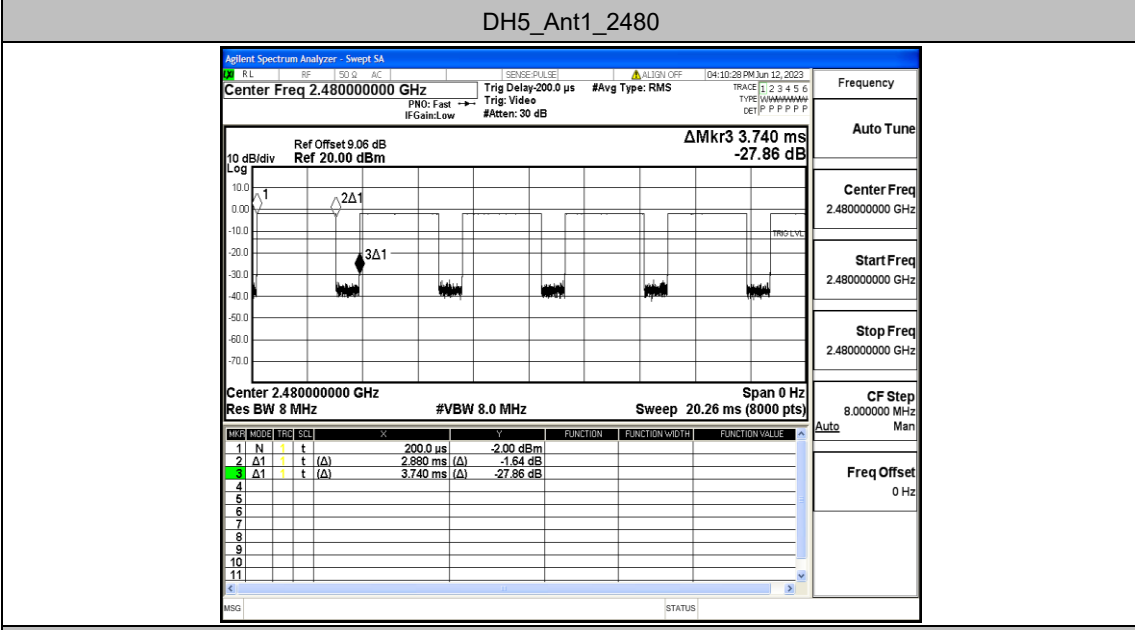 DH5_Ant1_2480
Agilent Spectrum Analyzer - Swept SA
RL RF 50 Ω AC SENSE:PULSE ALIGN OFF 04:10:28 PM Jun 12, 2023
Center Freq 2.480000000 GHz
PNO: Fast
IFGain:Low
Trig Delay-200.0 µs
Trig: Video
#Atten: 30 dB
#Avg Type: RMS
TRACE 1 2 3 4 5 6
TYPE
DET P P P P P P
Frequency
Auto Tune
Center Freq
2.480000000 GHz
Start Freq
2.480000000 GHz
Stop Freq
2.480000000 GHz
CF Step
8.000000 MHz
Auto Man
Freq Offset
0 Hz
ΔMkr3 3.740 ms
-27.86 dB
Ref Offset 9.06 dB
10 dB/div Ref 20.00 dBm
Log
10.0
0.00
-10.0
-20.0
-30.0
-40.0
-50.0
-60.0
-70.0
1
2Δ1
3Δ1
TRIG LVL
Center 2.480000000 GHz Span 0 Hz
Res BW 8 MHz #VBW 8.0 MHz Sweep 20.26 ms (8000 pts)
MKR MODE TRC SCL X Y FUNCTION FUNCTION WIDTH FUNCTION VALUE
1 N 1 t 200.0 µs -2.00 dBm
2 Δ1 1 t (Δ) 2.880 ms (Δ) -1.64 dB
3 Δ1 1 t (Δ) 3.740 ms (Δ) -27.86 dB
4
5
6
7
8
9
10
11
MSG STATUS